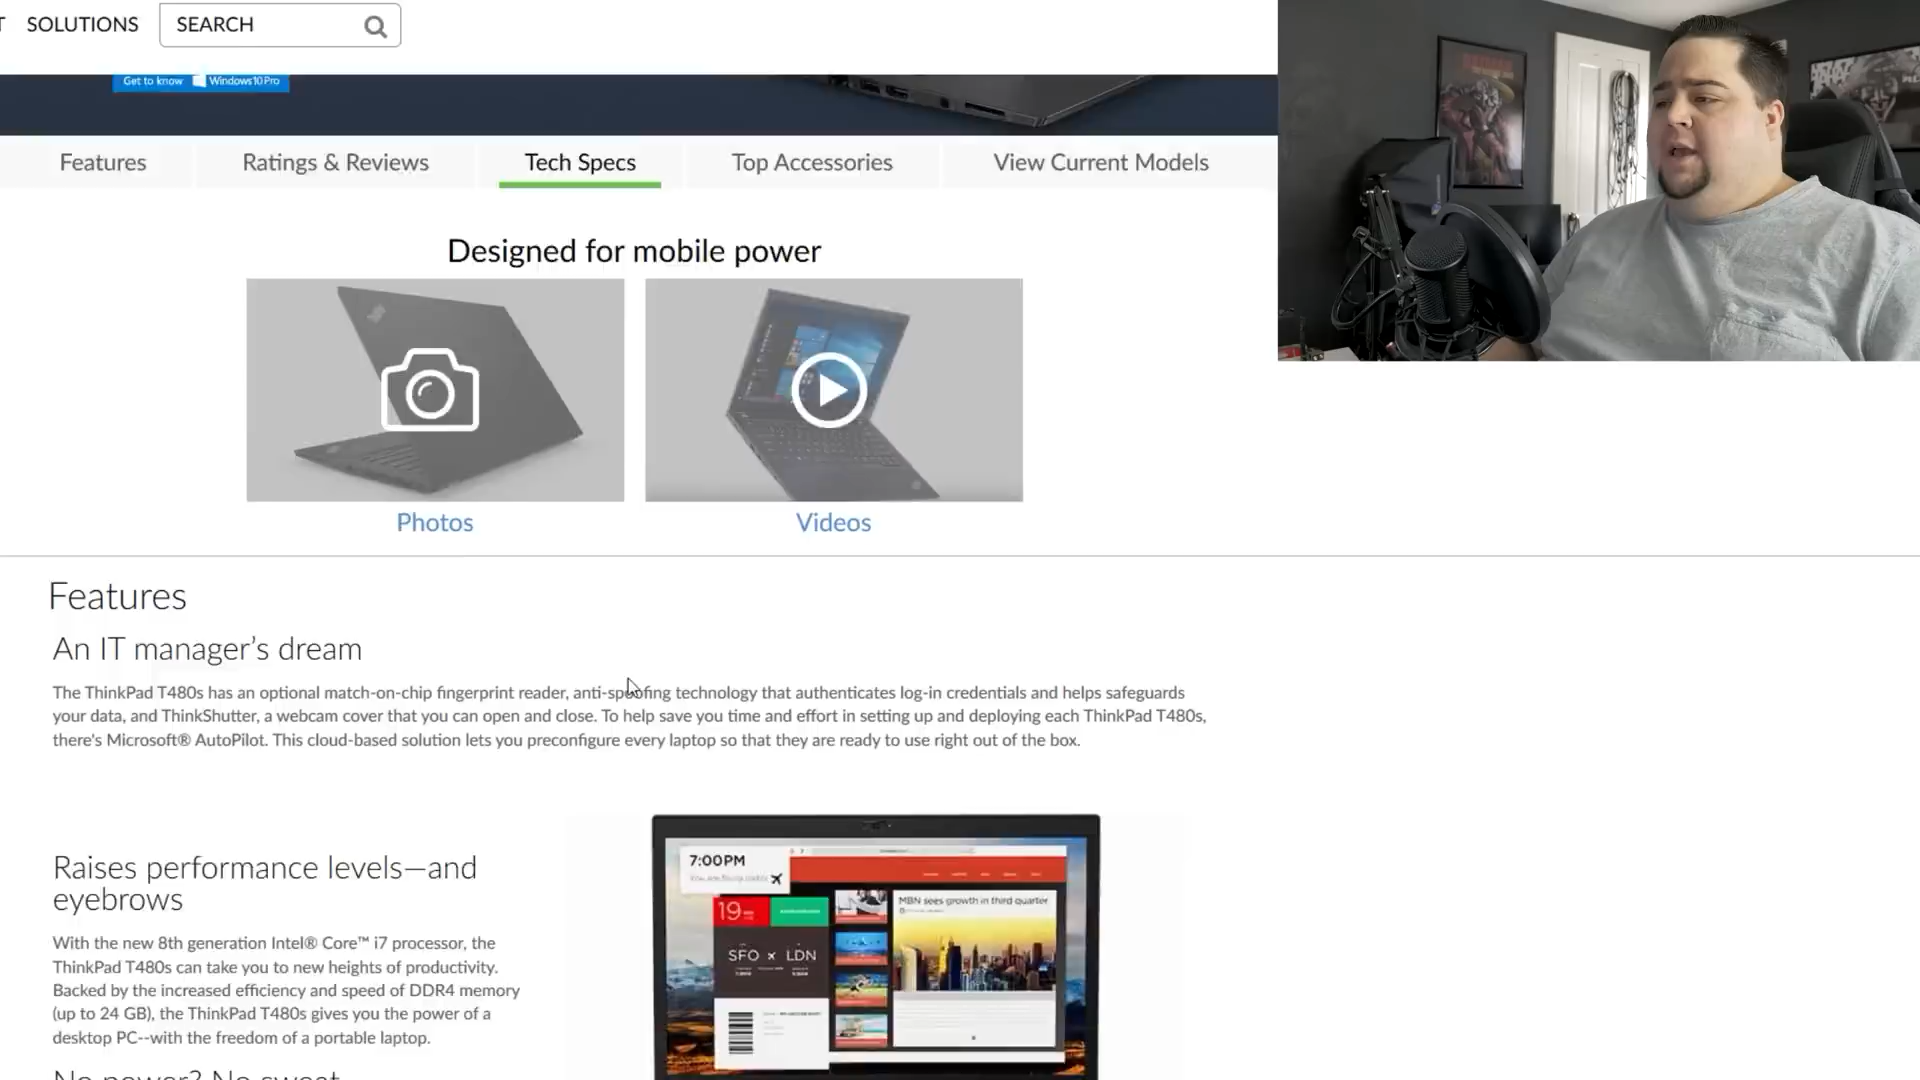 T SOLUTIONS SEARCH
Get to know Windows10 Pro
Features Ratings & Reviews Tech Specs Top Accessories View Current Models
Designed for mobile power
Photos Videos
Features
An IT manager’s dream
The ThinkPad T480s has an optional match-on-chip fingerprint reader, anti-spoofing technology that authenticates log-in credentials and helps safeguards
your data, and ThinkShutter, a webcam cover that you can open and close. To help save you time and effort in setting up and deploying each ThinkPad T480s,
there's Microsoft® AutoPilot. This cloud-based solution lets you preconfigure every laptop so that they are ready to use right out of the box.
Raises performance levels—and
eyebrows
With the new 8th generation Intel® Core™ i7 processor, the
ThinkPad T480s can take you to new heights of productivity.
Backed by the increased efficiency and speed of DDR4 memory
(up to 24 GB), the ThinkPad T480s gives you the power of a
desktop PC--with the freedom of a portable laptop.
No power? No sweat
7:00PM
19
MBN sees growth in third quarter
SFO LDN